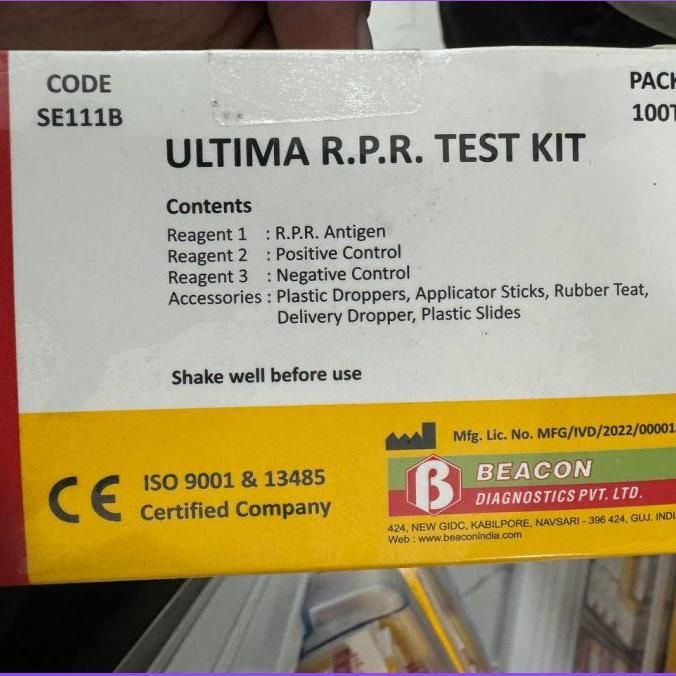 CODE
SE111B
PACK
100T
ULTIMA R.P.R. TEST KIT
Contents
Reagent 1 : R.P.R. Antigen
Reagent 2 : Positive Control
Reagent 3 : Negative Control
Accessories : Plastic Droppers, Applicator Sticks, Rubber Teat,
Delivery Dropper, Plastic Slides
Shake well before use
CE
ISO 9001 & 13485
Certified Company
Mfg. Lic. No. MFG/IVD/2022/00001
B
BEACON
DIAGNOSTICS PVT. LTD.
424, NEW GIDC, KABILPORE, NAVSARI - 396 424, GUJ. INDI
Web : www.beaconindia.com